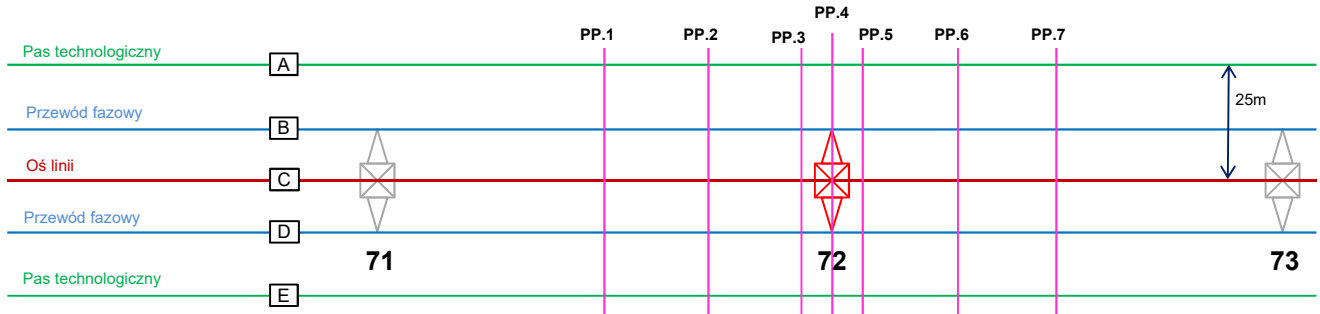 PP.4
PP.1 PP.2 PP.3 PP.5 PP.6 PP.7
Pas technologiczny A
25m
Przewód fazowy B
Oś linii C
Przewód fazowy D
71 72 73
Pas technologiczny E